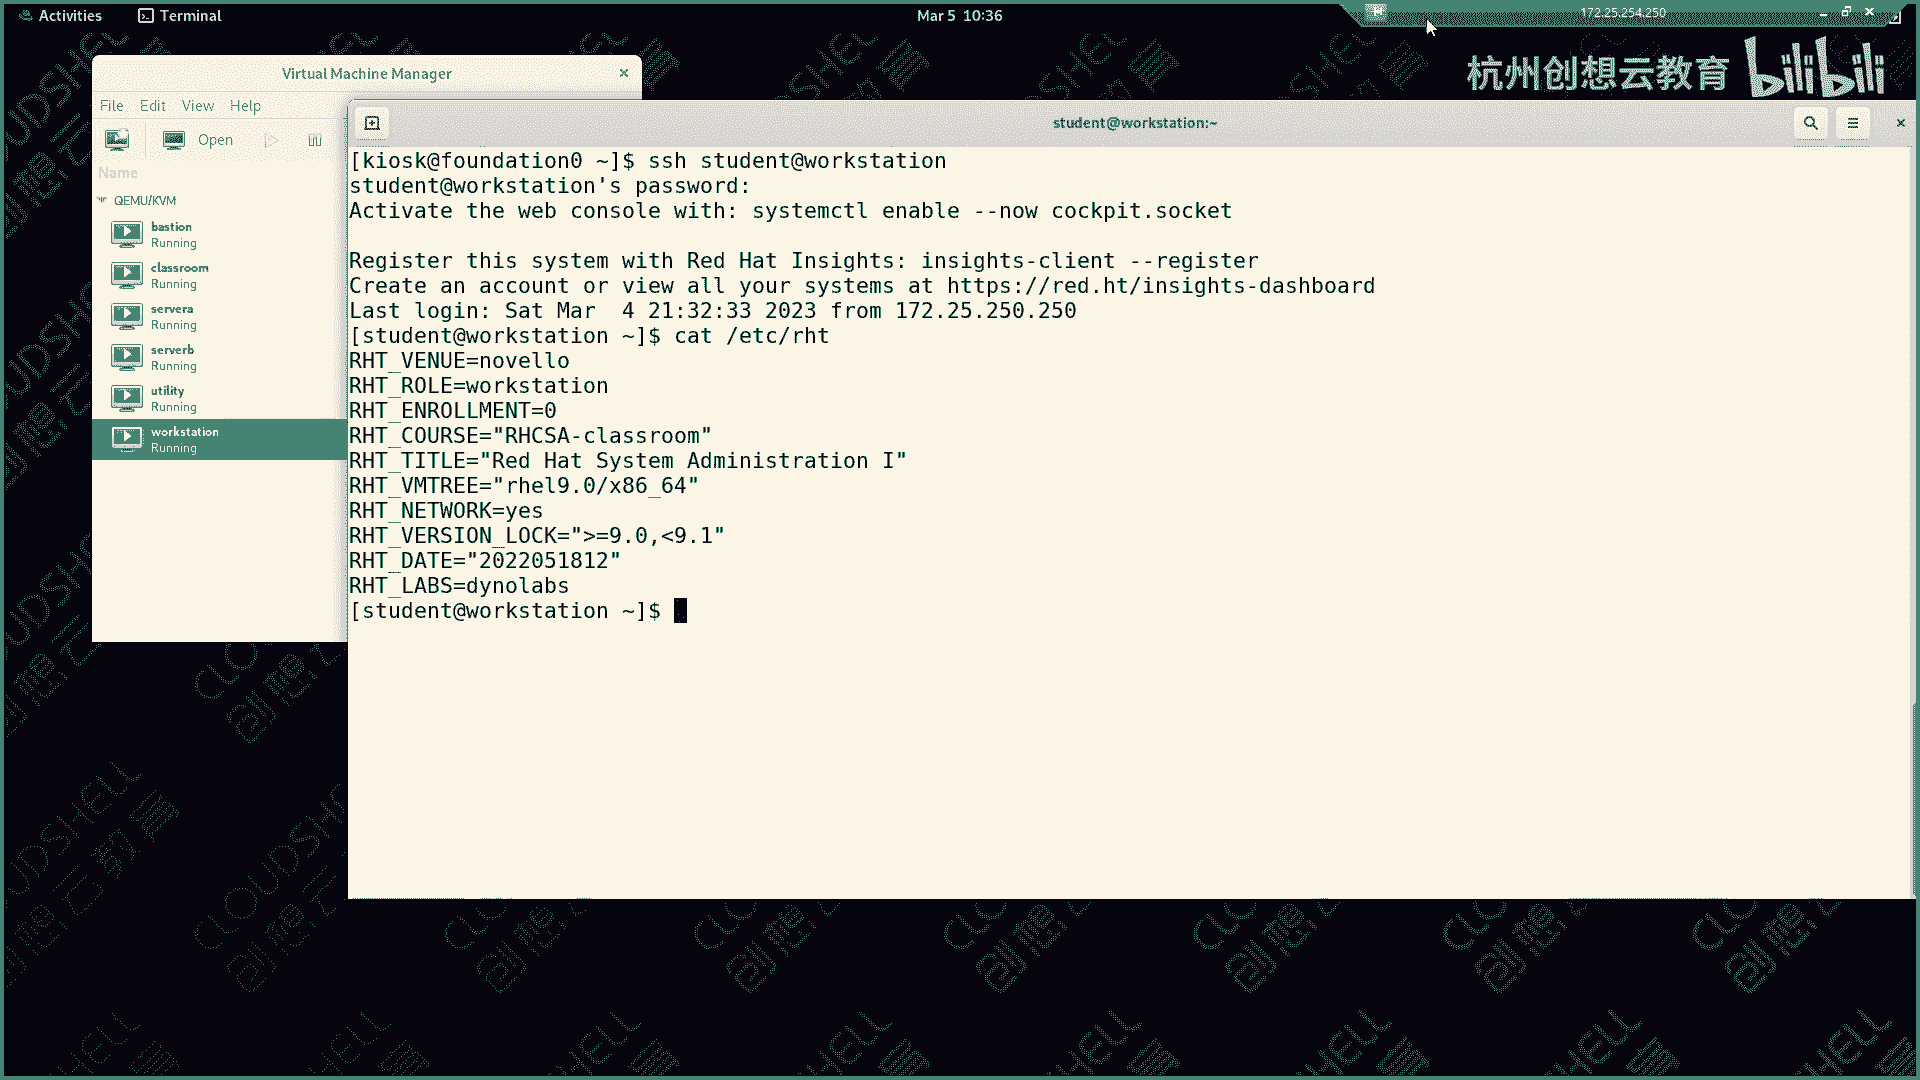 Activities Terminal Mar 5 10:36 172.25.254.250
杭州创想云教育 bilibili
Virtual Machine Manager
File Edit View Help
Open
Name
QEMU/KVM
bastion
Running
classroom
Running
servera
Running
serverb
Running
utility
Running
workstation
Running
student@workstation:~
[kiosk@foundation0 ~]$ ssh student@workstation
student@workstation's password:
Activate the web console with: systemctl enable --now cockpit.socket
Register this system with Red Hat Insights: insights-client --register
Create an account or view all your systems at https://red.ht/insights-dashboard
Last login: Sat Mar  4 21:32:33 2023 from 172.25.250.250
[student@workstation ~]$ cat /etc/rht
RHT_VENUE=novello
RHT_ROLE=workstation
RHT_ENROLLMENT=0
RHT_COURSE="RHCSA-classroom"
RHT_TITLE="Red Hat System Administration I"
RHT_VMTREE="rhel9.0/x86_64"
RHT_NETWORK=yes
RHT_VERSION_LOCK=">=9.0,<9.1"
RHT_DATE="2022051812"
RHT_LABS=dynolabs
[student@workstation ~]$
CLOUDSHELL
创想云教育